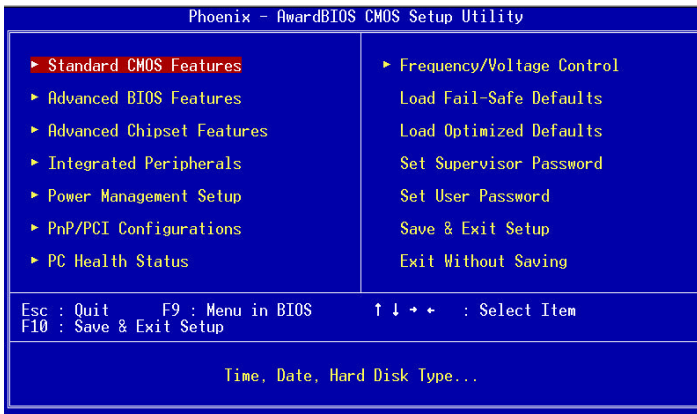 Phoenix - AwardBIOS CMOS Setup Utility
► Standard CMOS Features
► Advanced BIOS Features
► Advanced Chipset Features
► Integrated Peripherals
► Power Management Setup
► PnP/PCI Configurations
► PC Health Status
► Frequency/Voltage Control
Load Fail-Safe Defaults
Load Optimized Defaults
Set Supervisor Password
Set User Password
Save & Exit Setup
Exit Without Saving
Esc : Quit F9 : Menu in BIOS ↑ ↓ → ← : Select Item
F10 : Save & Exit Setup
Time, Date, Hard Disk Type...